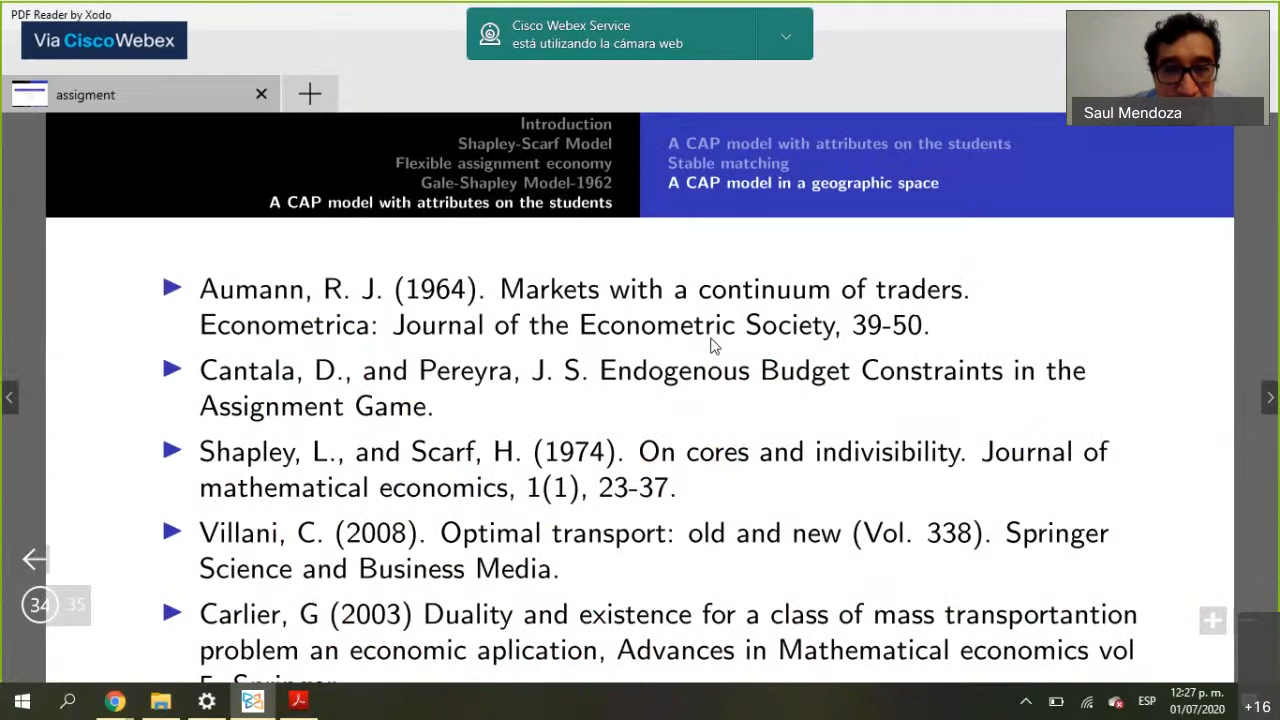 PDF Reader by Xodo
Via CiscoWebex
Cisco Webex Service
está utilizando la cámara web
Saul Mendoza
assigment
Introduction
Shapley-Scarf Model
Flexible assignment economy
Gale-Shapley Model-1962
A CAP model with attributes on the students
A CAP model with attributes on the students
Stable matching
A CAP model in a geographic space
Aumann, R. J. (1964). Markets with a continuum of traders.
Econometrica: Journal of the Econometric Society, 39-50.
Cantala, D., and Pereyra, J. S. Endogenous Budget Constraints in the
Assignment Game.
Shapley, L., and Scarf, H. (1974). On cores and indivisibility. Journal of
mathematical economics, 1(1), 23-37.
Villani, C. (2008). Optimal transport: old and new (Vol. 338). Springer
Science and Business Media.
Carlier, G (2003) Duality and existence for a class of mass transportantion
problem an economic aplication, Advances in Mathematical economics vol
5, Springer
34 35
ESP
12:27 p. m.
01/07/2020
+16